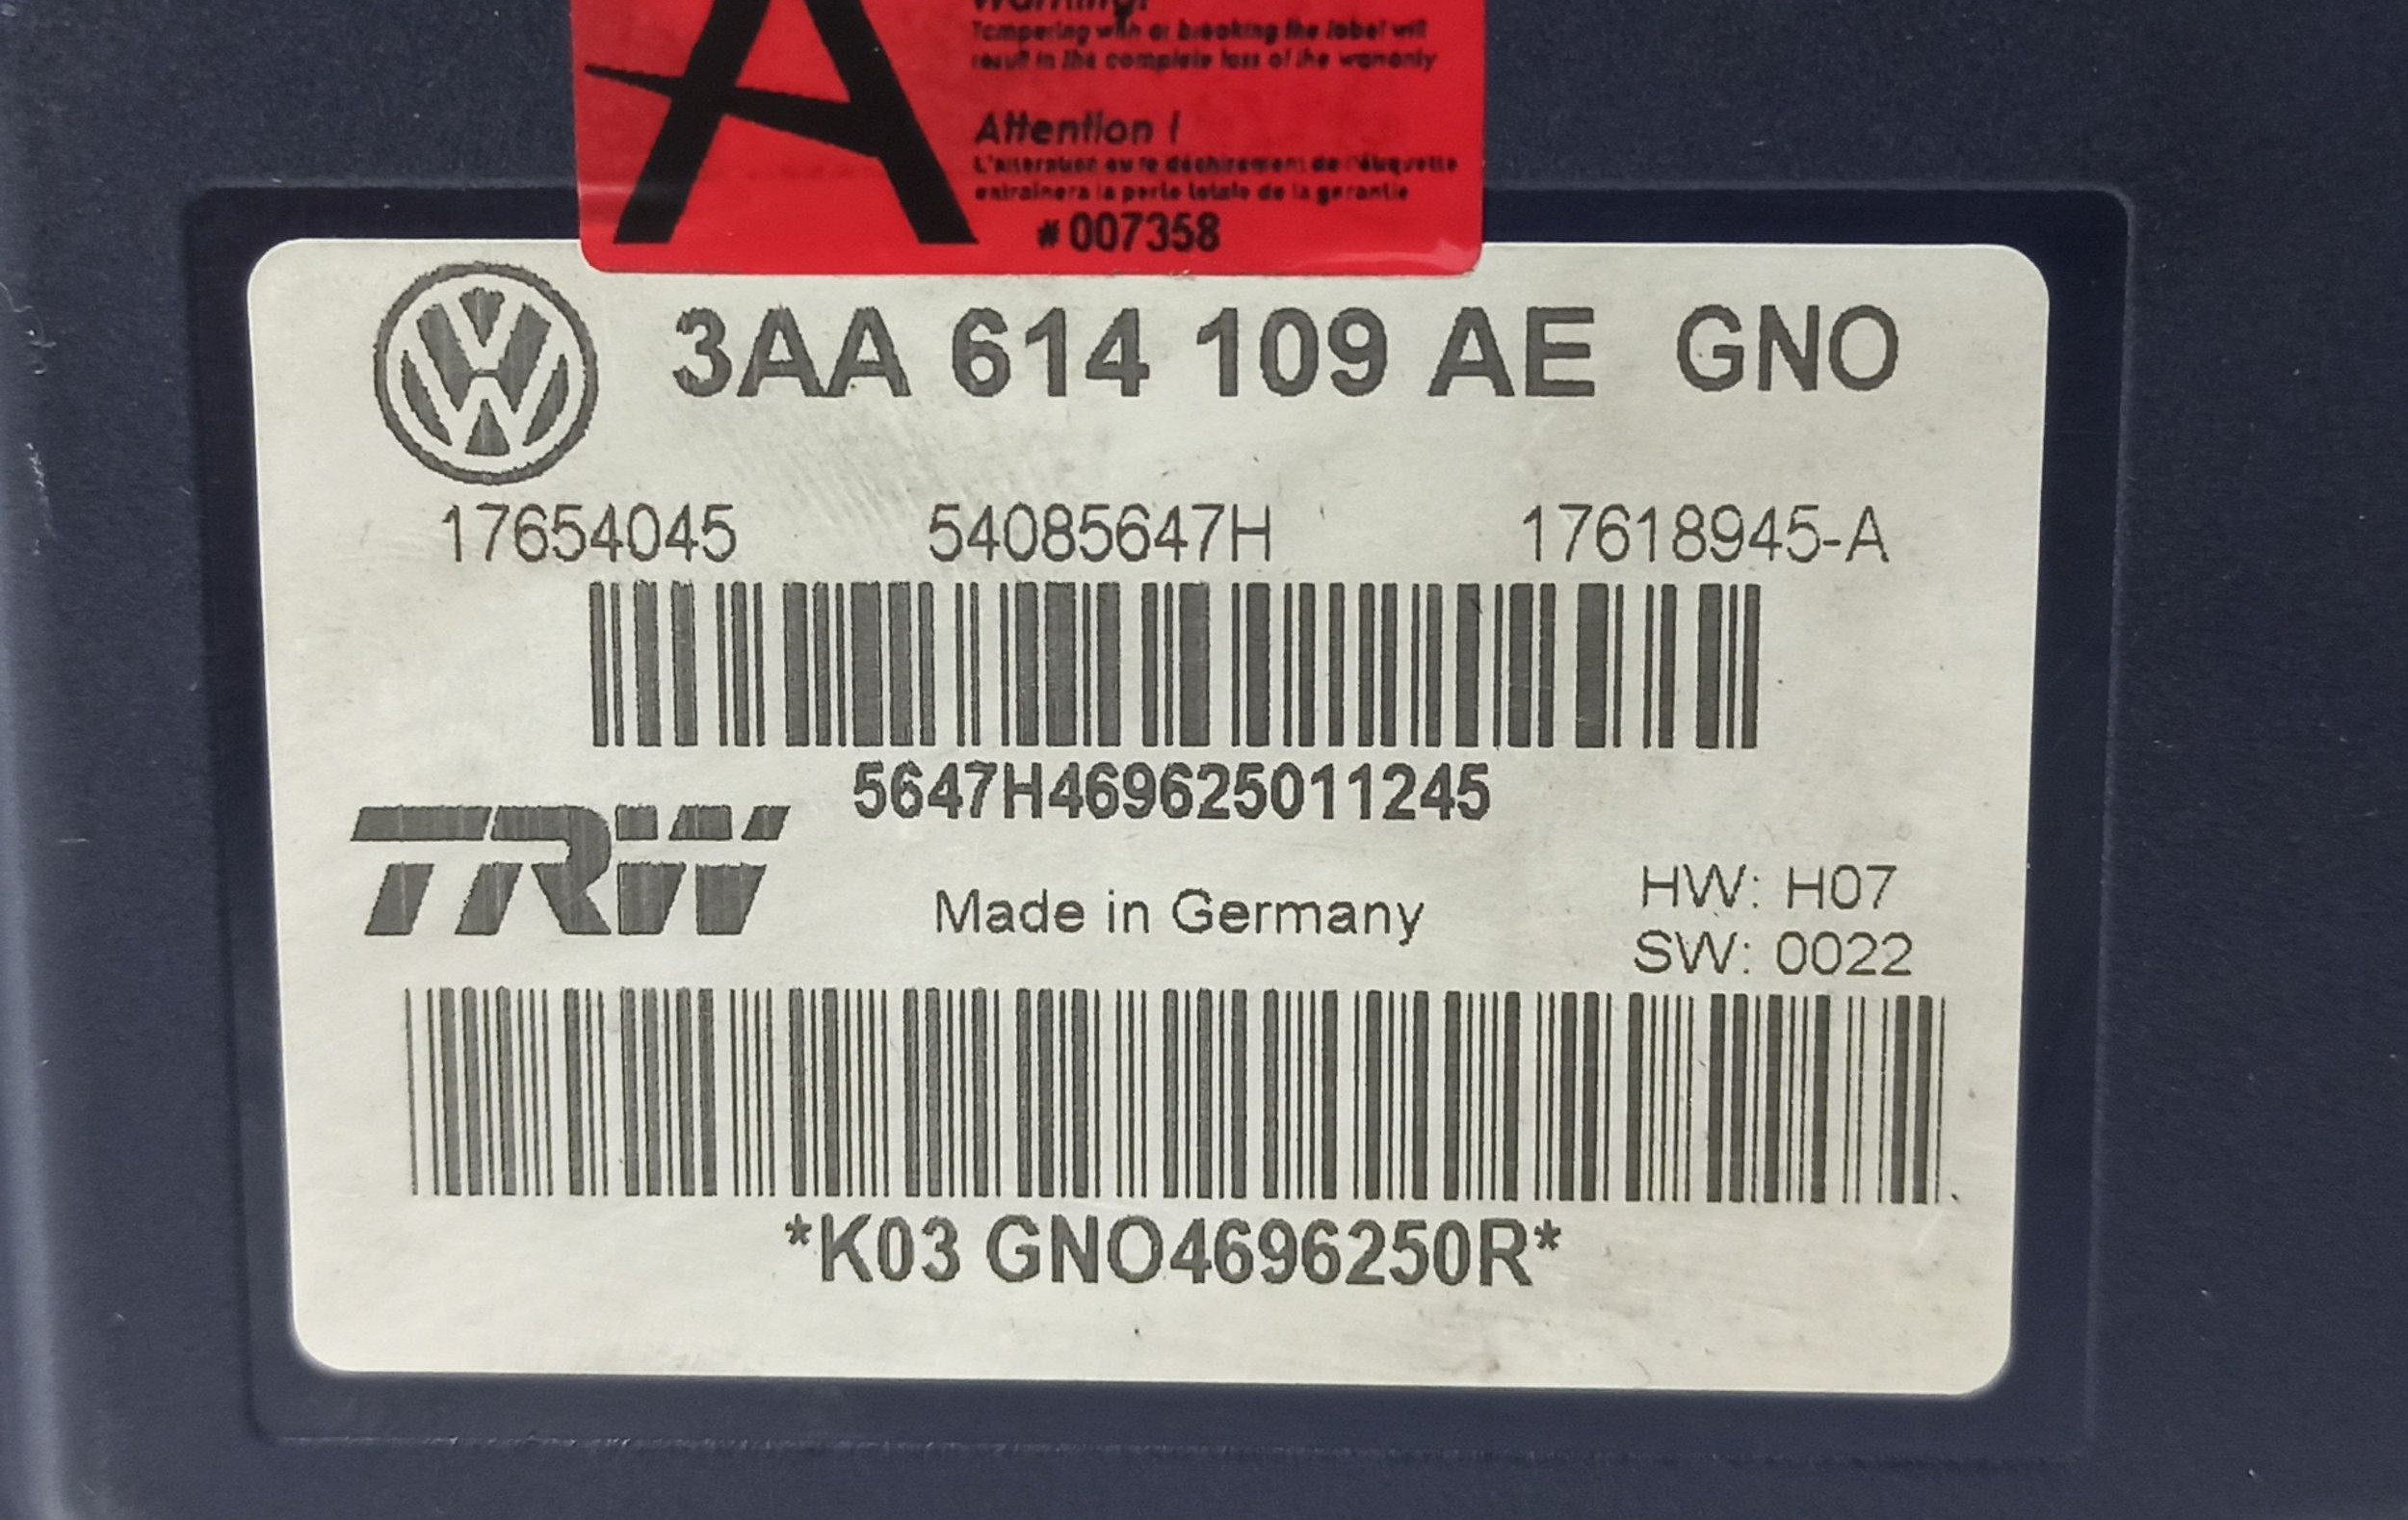 A
Warning!
Tampering with or breaking the label will
result in the complete loss of the warranty
Attention !
L'altération ou le déchirement de l'étiquette
entraînera la perte totale de la garantie
# 007358
3AA 614 109 AE GNO
17654045 54085647H 17618945-A
5647H469625011245
TRW
Made in Germany
HW: H07
SW: 0022
*K03 GNO4696250R*